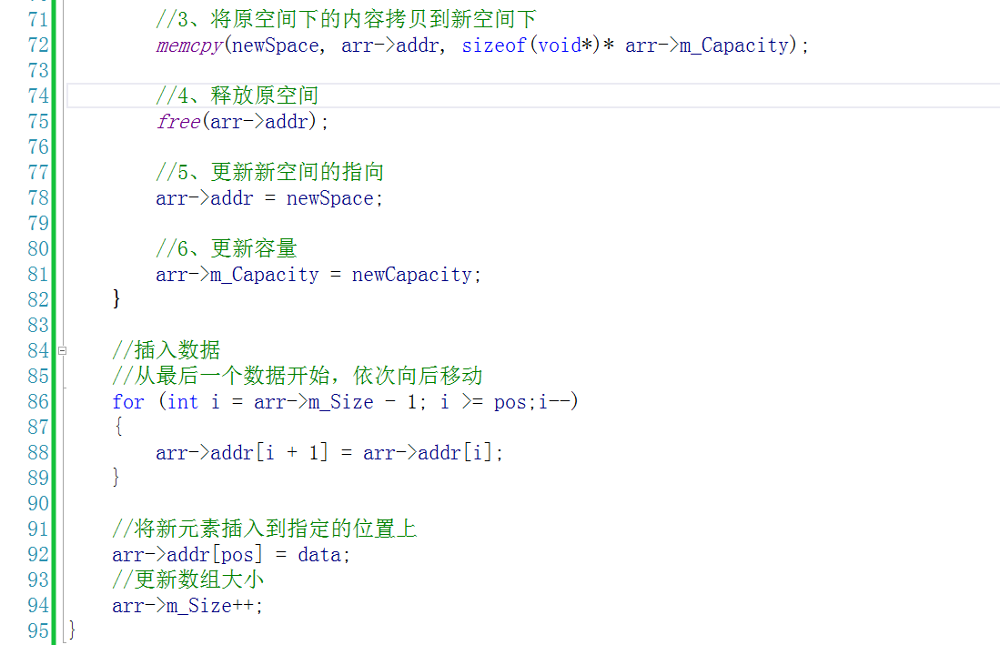 71 //3、将原空间下的内容拷贝到新空间下
72 memcpy(newSpace, arr->addr, sizeof(void*)* arr->m_Capacity);
73
74 //4、释放原空间
75 free(arr->addr);
76
77 //5、更新新空间的指向
78 arr->addr = newSpace;
79
80 //6、更新容量
81 arr->m_Capacity = newCapacity;
82 }
83
84 //插入数据
85 //从最后一个数据开始，依次向后移动
86 for (int i = arr->m_Size - 1; i >= pos;i--)
87 {
88 arr->addr[i + 1] = arr->addr[i];
89 }
90
91 //将新元素插入到指定的位置上
92 arr->addr[pos] = data;
93 //更新数组大小
94 arr->m_Size++;
95 }